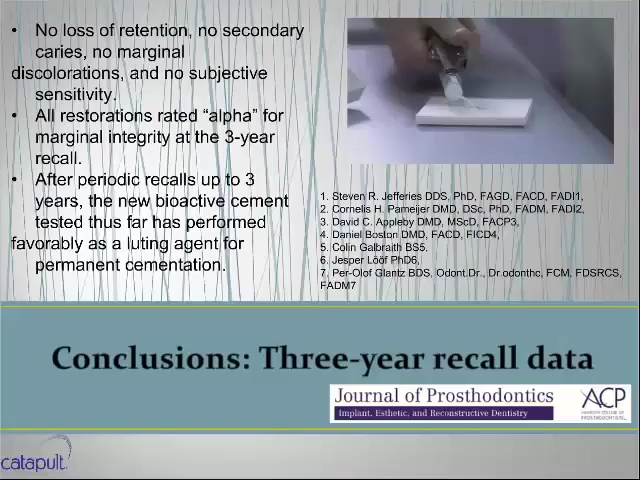 • No loss of retention, no secondary
caries, no marginal
discolorations, and no subjective
sensitivity.
• All restorations rated “alpha” for
marginal integrity at the 3-year
recall.
• After periodic recalls up to 3
years, the new bioactive cement
tested thus far has performed
favorably as a luting agent for
permanent cementation.
1. Steven R. Jefferies DDS, PhD, FAGD, FACD, FADI1,
2. Cornelis H. Pameijer DMD, DSc, PhD, FADM, FADI2,
3. David C. Appleby DMD, MScD, FACP3,
4. Daniel Boston DMD, FACD, FICD4,
5. Colin Galbraith BS5.
6. Jesper Lööf PhD6,
7. Per-Olof Glantz BDS, Odont.Dr., Dr.odonthc, FCM, FDSRCS,
FADM7
Conclusions: Three-year recall data
Journal of Prosthodontics
Implant, Esthetic, and Reconstructive Dentistry
ACP
AMERICAN COLLEGE OF
PROSTHODONTISTS
catapult